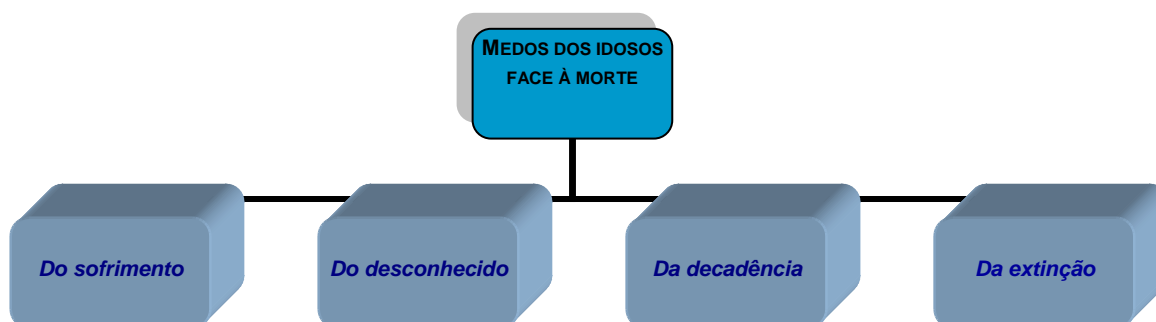 MEDOS DOS IDOSOS
FACE À MORTE
Do sofrimento
Do desconhecido
Da decadência
Da extinção